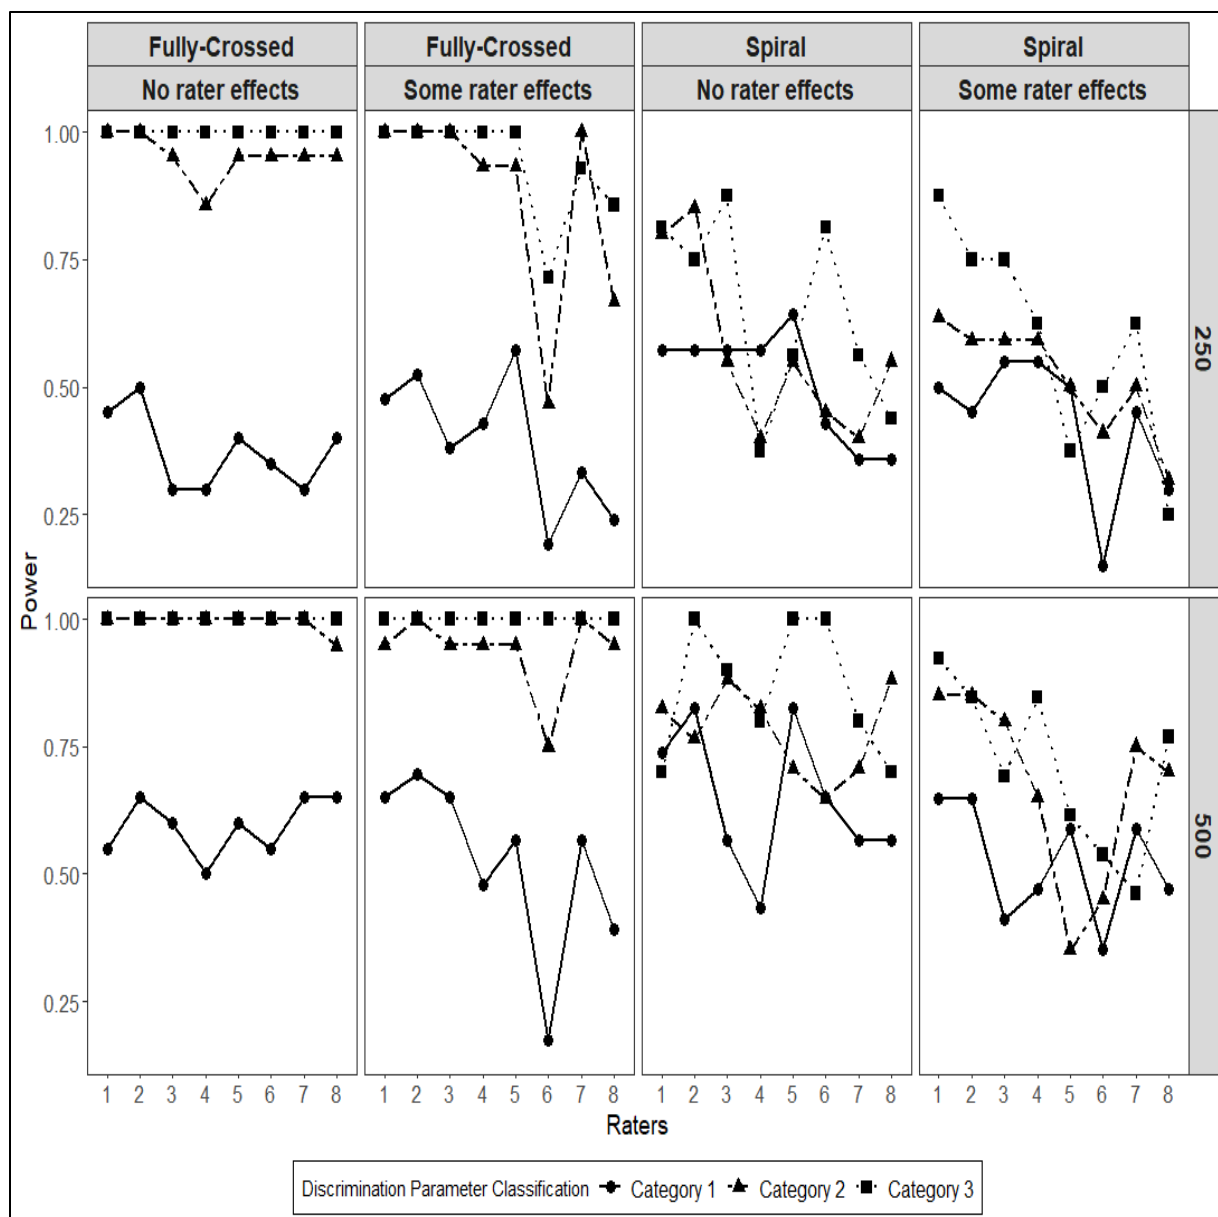 Fully-Crossed Fully-Crossed Spiral Spiral
No rater effects Some rater effects No rater effects Some rater effects
1.00
0.75
0.50
0.25
250
Power
1.00
0.75
0.50
0.25
500
1 2 3 4 5 6 7 8 1 2 3 4 5 6 7 8 1 2 3 4 5 6 7 8 1 2 3 4 5 6 7 8
Raters
Discrimination Parameter Classification Category 1 Category 2 Category 3